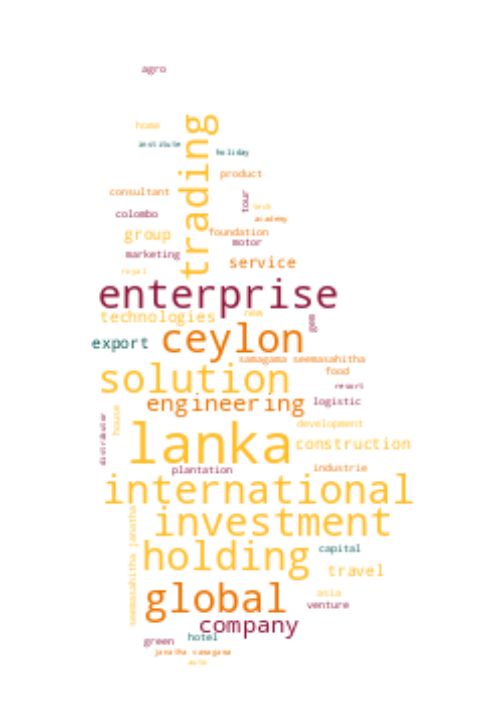 agro
home
trading
institute
holiday
product
consultant
tour
tech
colombo
academy
group
foundation
motor
marketing
service
royal
enterprise
technologies
new
gem
export
ceylon
samagama seemasahitha
food
solution
resort
engineering
logistic
house
distributor
development
lanka
construction
plantation
industrie
international
investment
seemasahitha janatha
holding
capital
travel
global
asia
venture
company
green
hotel
janatha samagama